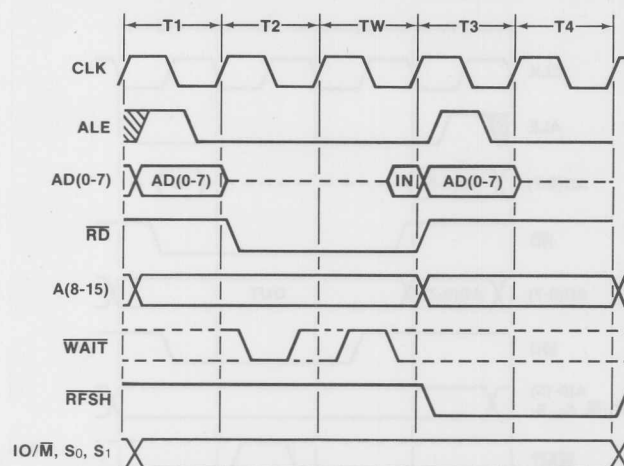 T1 T2 TW T3 T4
CLK
ALE
AD(0-7) AD(0-7) IN AD(0-7)
RD
A(8-15)
WAIT
RFSH
IO/M, S0, S1